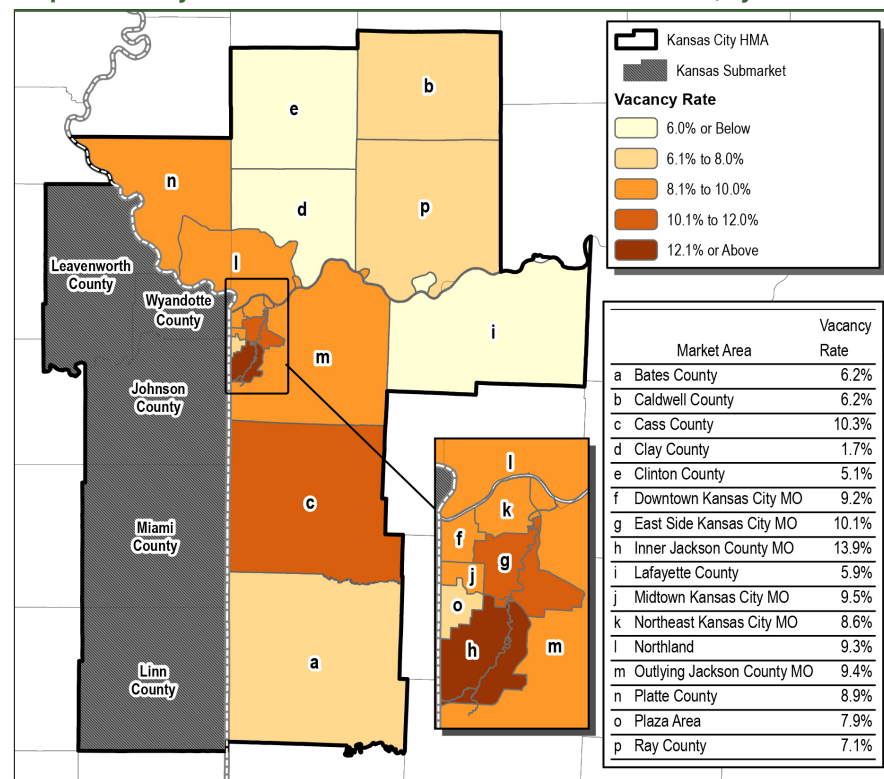 Kansas City HMA
Kansas Submarket
Vacancy Rate
6.0% or Below
6.1% to 8.0%
8.1% to 10.0%
10.1% to 12.0%
12.1% or Above
b
e
n
d
p
l
Leavenworth
County
Wyandotte
County
i
m
Johnson
County
c
Miami
County
a
Linn
County
l
k
f
g
j
o
h
m
Vacancy
Market Area Rate
a Bates County 6.2%
b Caldwell County 6.2%
c Cass County 10.3%
d Clay County 1.7%
e Clinton County 5.1%
f Downtown Kansas City MO 9.2%
g East Side Kansas City MO 10.1%
h Inner Jackson County MO 13.9%
i Lafayette County 5.9%
j Midtown Kansas City MO 9.5%
k Northeast Kansas City MO 8.6%
l Northland 9.3%
m Outlying Jackson County MO 9.4%
n Platte County 8.9%
o Plaza Area 7.9%
p Ray County 7.1%